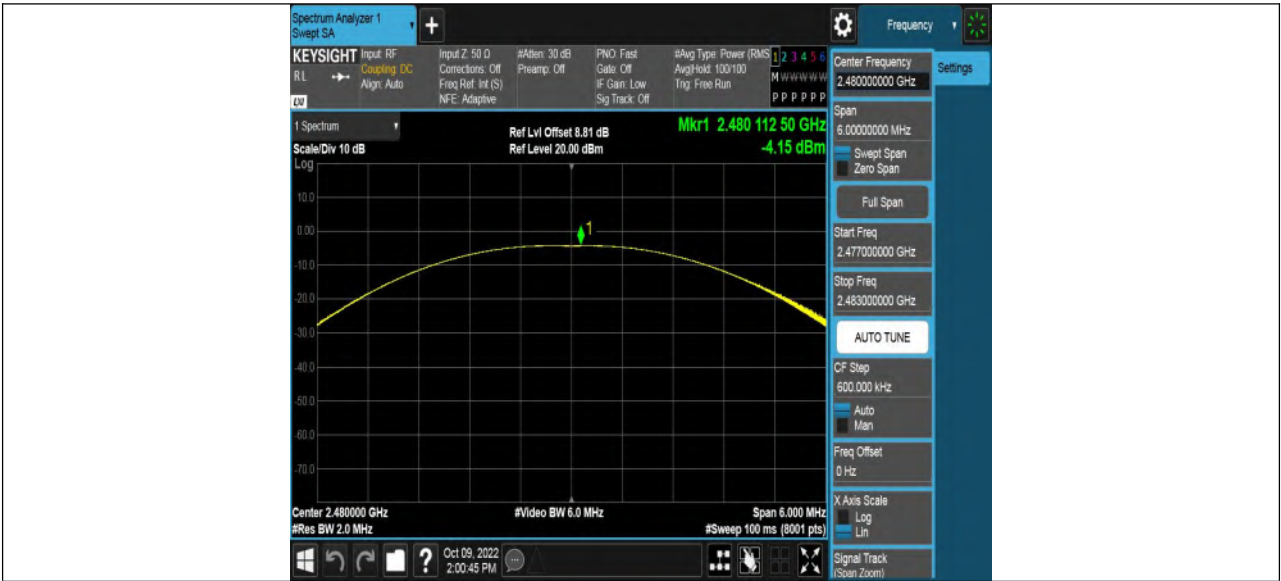 Spectrum Analyzer 1
Swept SA
Frequency
KEYSIGHT
RL
LXI
Input: RF
Coupling: DC
Align: Auto
Input Z: 50 Ω
Corrections: Off
Freq Ref: Int (S)
NFE: Adaptive
#Atten: 30 dB
Preamp: Off
PNO: Fast
Gate: Off
IF Gain: Low
Sig Track: Off
#Avg Type: Power (RMS
Avg|Hold: 100/100
Trig: Free Run
1 2 3 4 5 6
M W W W W W
P P P P P P
1 Spectrum
Scale/Div 10 dB
Log
Ref Lvl Offset 8.81 dB
Ref Level 20.00 dBm
Mkr1 2.480 112 50 GHz
-4.15 dBm
10.0
0.00
-10.0
-20.0
-30.0
-40.0
-50.0
-60.0
-70.0
1
Center 2.480000 GHz
#Res BW 2.0 MHz
#Video BW 6.0 MHz
Span 6.000 MHz
#Sweep 100 ms (8001 pts)
?
Oct 09, 2022
2:00:45 PM
Center Frequency
2.480000000 GHz
Settings
Span
6.00000000 MHz
Swept Span
Zero Span
Full Span
Start Freq
2.477000000 GHz
Stop Freq
2.483000000 GHz
AUTO TUNE
CF Step
600.000 kHz
Auto
Man
Freq Offset
0 Hz
X Axis Scale
Log
Lin
Signal Track
(Span Zoom)